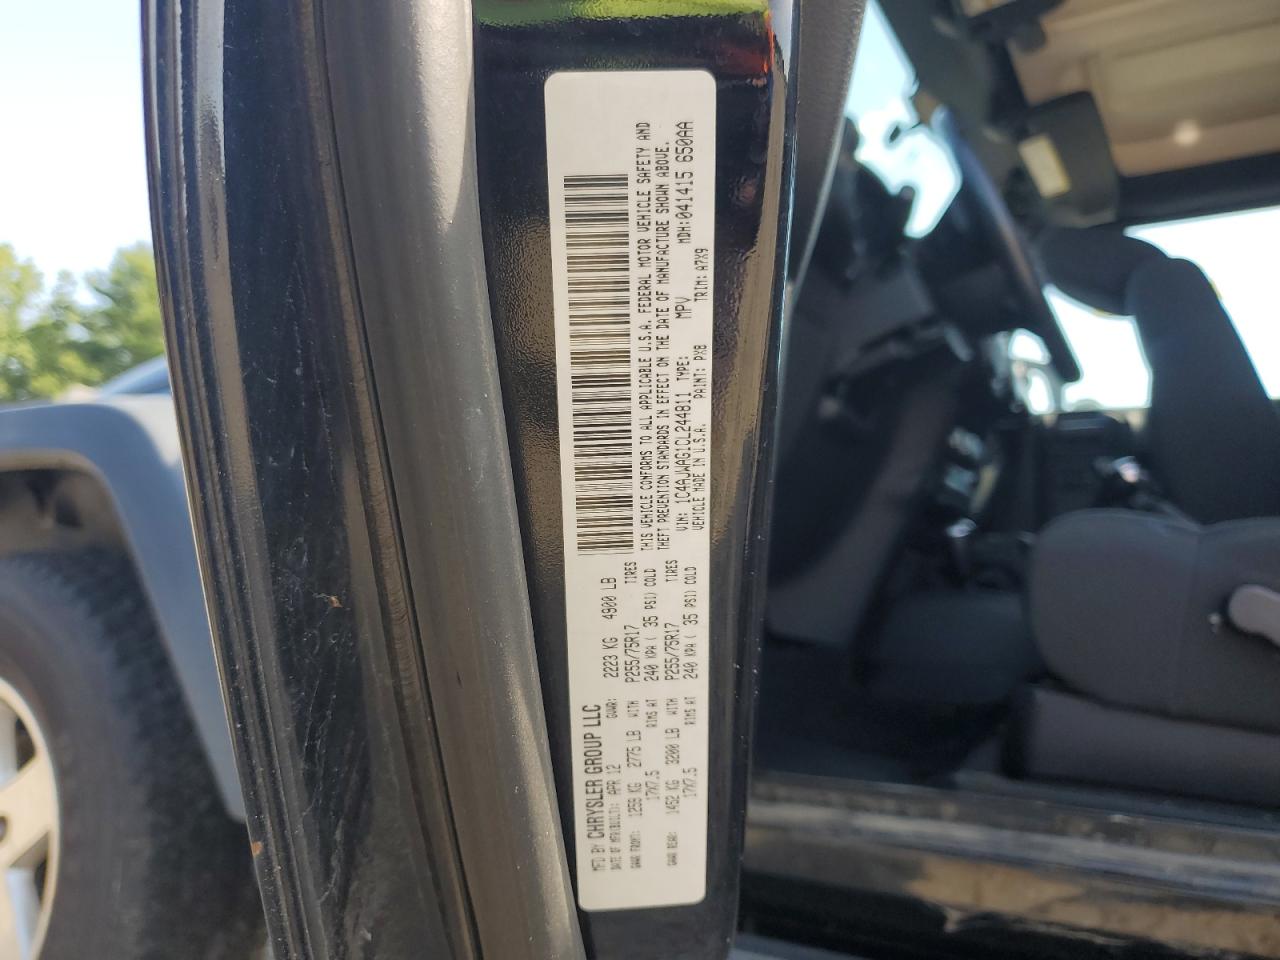 MFD BY CHRYSLER GROUP LLC
DATE OF MFR(BUILT): APR 12 GVWR: 2223 KG 4900 LB
GAWR FRONT: 1258 KG 2775 LB WITH P255/75R17 TIRES
17X7.5 RIMS AT 240 KPA ( 35 PSI) COLD
GAWR REAR: 1452 KG 3200 LB WITH P255/75R17 TIRES
17X7.5 RIMS AT 240 KPA ( 35 PSI) COLD
THIS VEHICLE CONFORMS TO ALL APPLICABLE U.S.A. FEDERAL MOTOR VEHICLE SAFETY AND
THEFT PREVENTION STANDARDS IN EFFECT ON THE DATE OF MANUFACTURE SHOWN ABOVE.
VIN: 1C4AJWAG1CL244811 TYPE: MPV MDH:041415 650AA
VEHICLE MADE IN U.S.A. PAINT: PX8 TRIM: A7X9